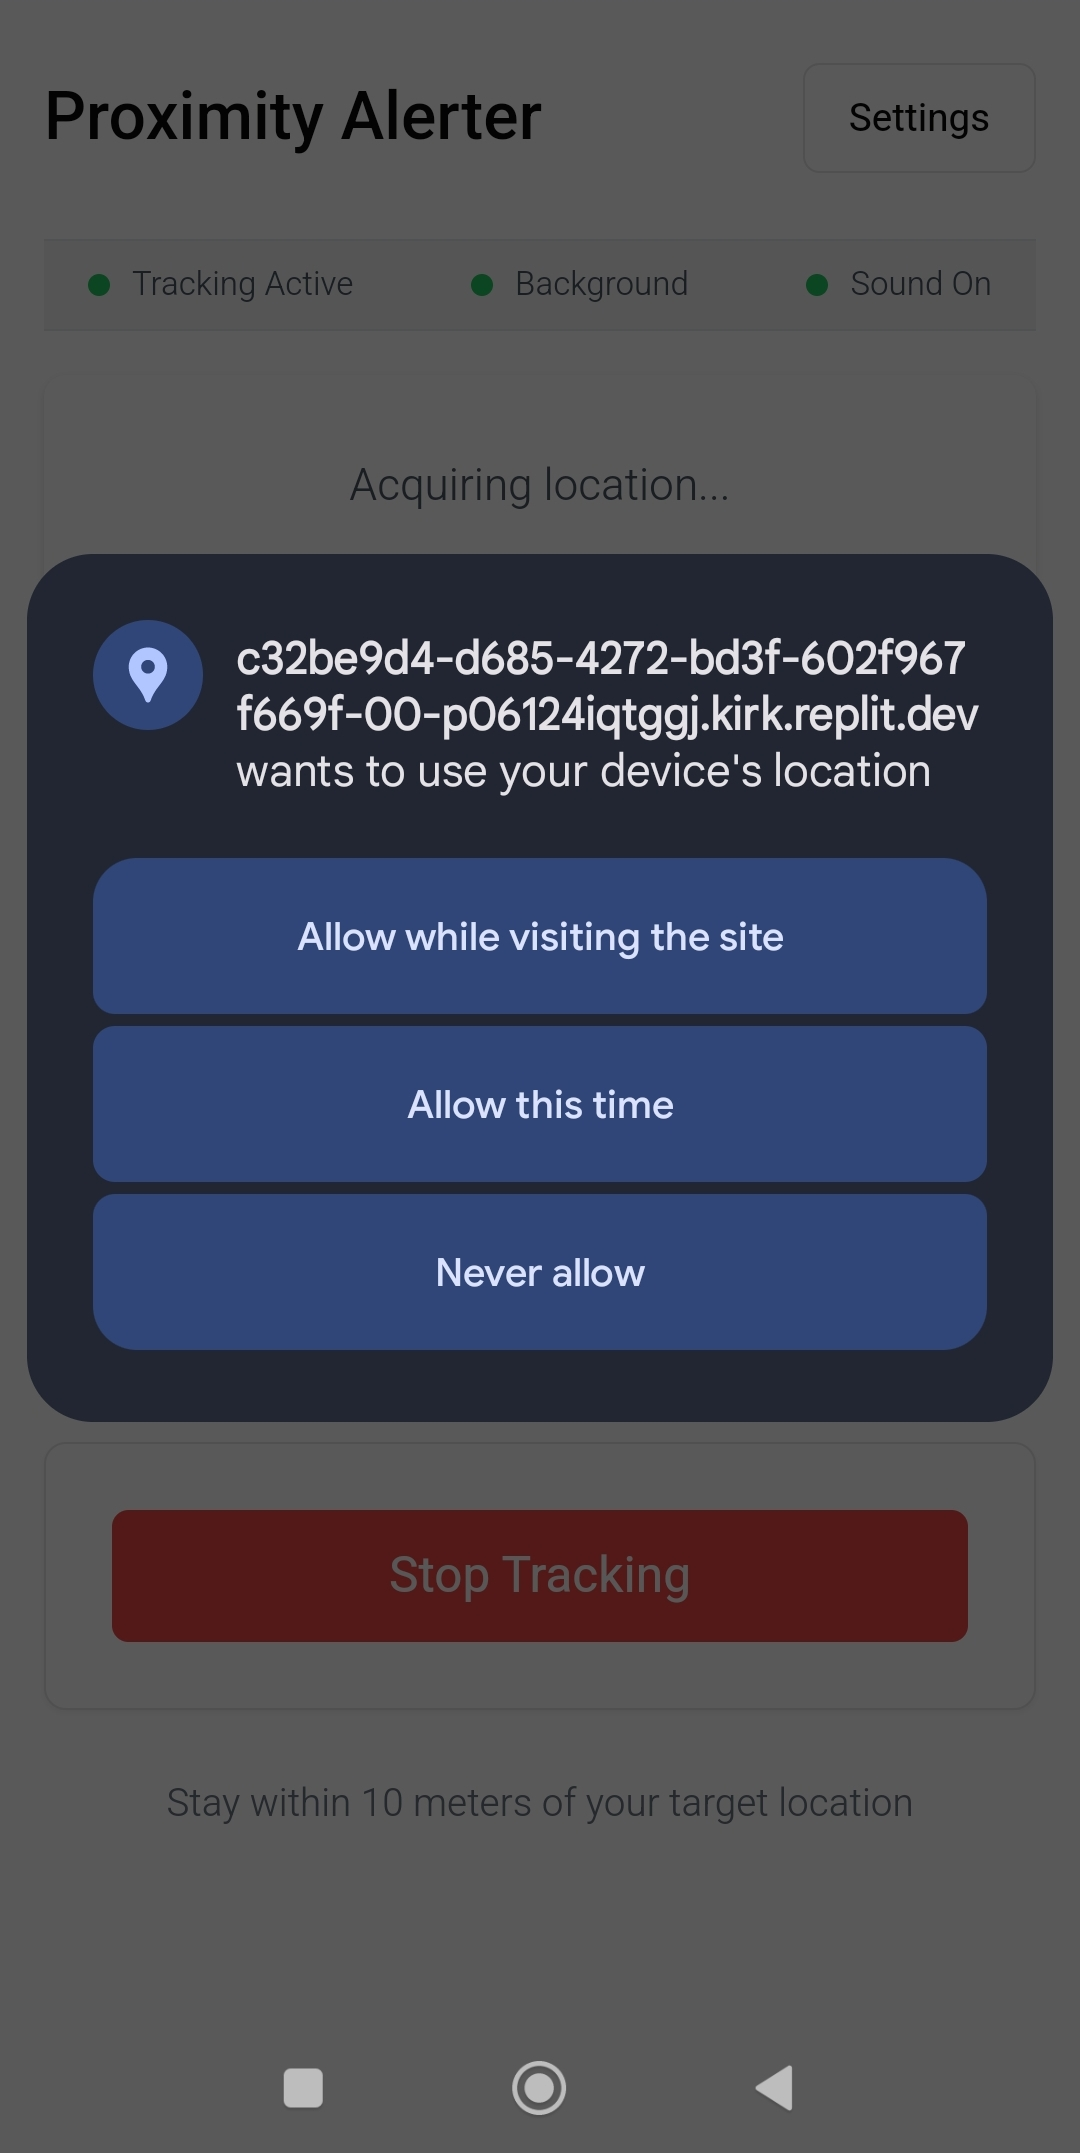 Proximity Alerter
Settings
Tracking Active
Background
Sound On
Acquiring location...
c32be9d4-d685-4272-bd3f-602f967
f669f-00-p06124iqtggj.kirk.replit.dev
wants to use your device's location
Allow while visiting the site
Allow this time
Never allow
Stop Tracking
Stay within 10 meters of your target location